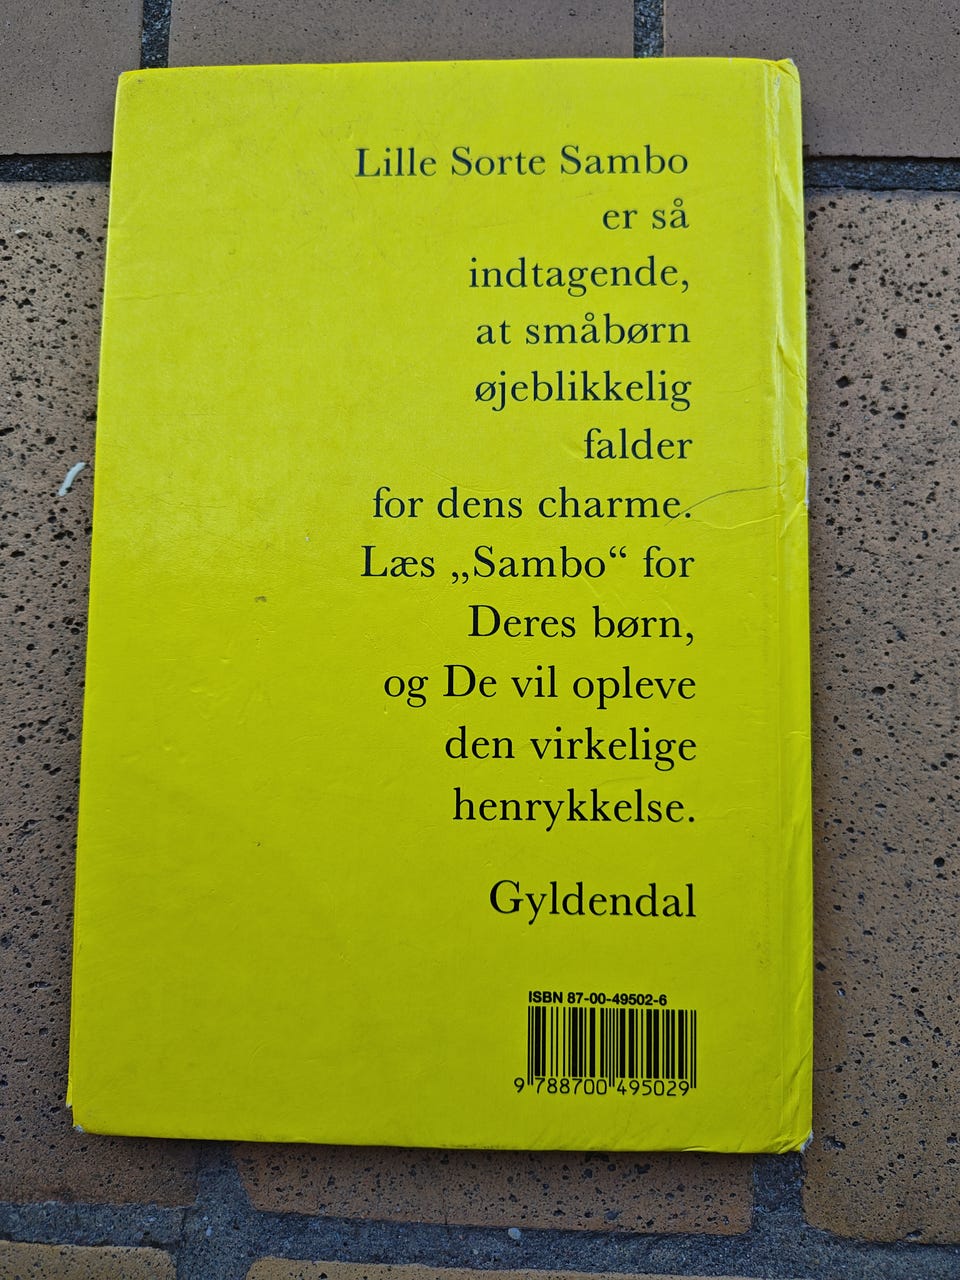 Lille Sorte Sambo
er så
indtagende,
at småbørn
øjeblikkelig
falder
for dens charme.
Læs „Sambo“ for
Deres børn,
og De vil opleve
den virkelige
henrykkelse.
Gyldendal
ISBN 87-00-49502-6
9 788700 495029